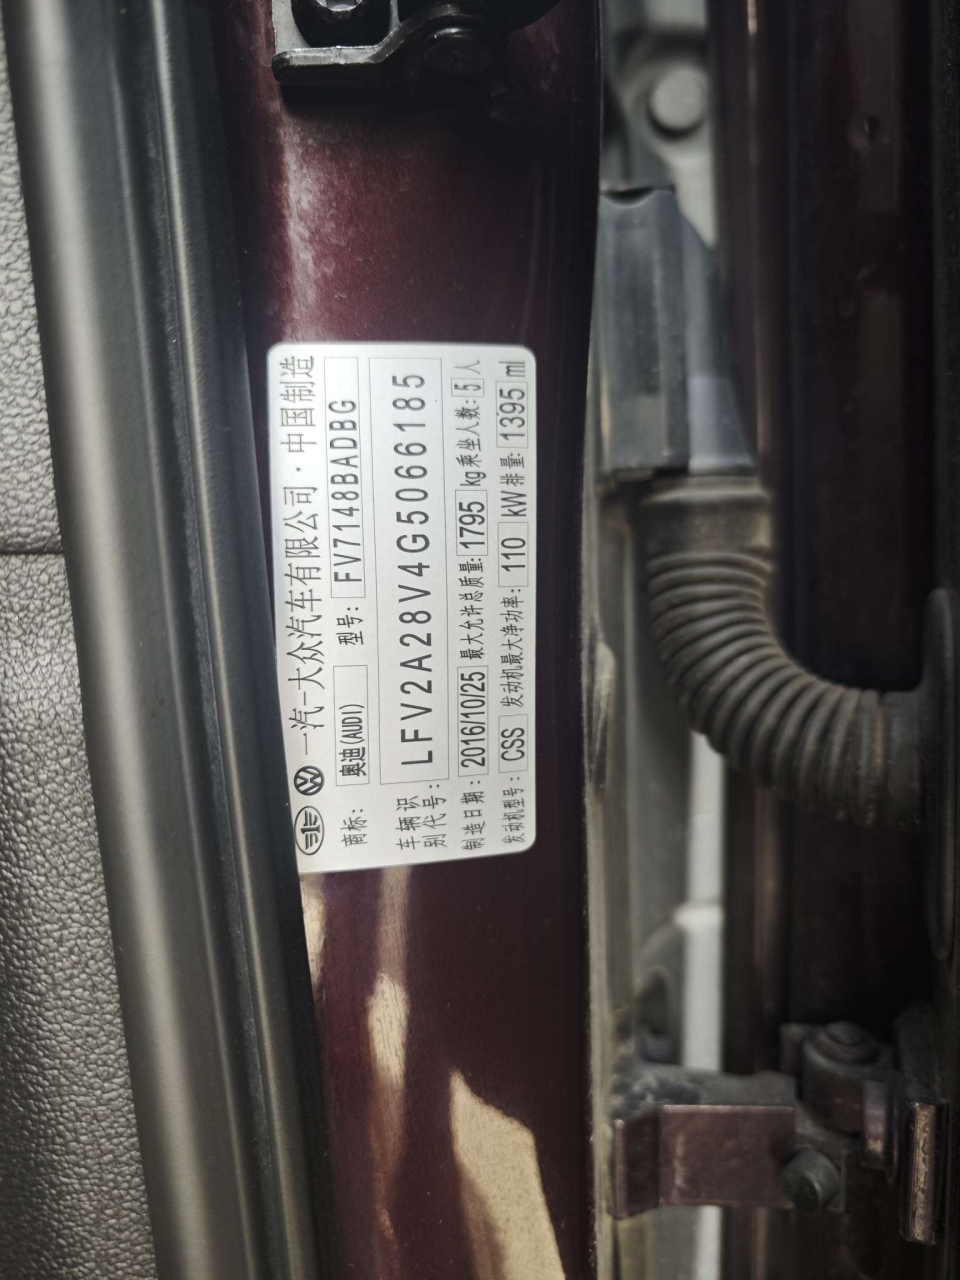 一汽-大众汽车有限公司·中国制造
商标: 奥迪(AUDI) 型号: FV7148BADBG
车辆识别代号: LFV2A28V4G5066185
制造日期: 2016/10/25 最大允许总质量: 1795 kg 乘坐人数: 5 人
发动机型号: CSS 发动机最大净功率: 110 kW 排量: 1395 ml